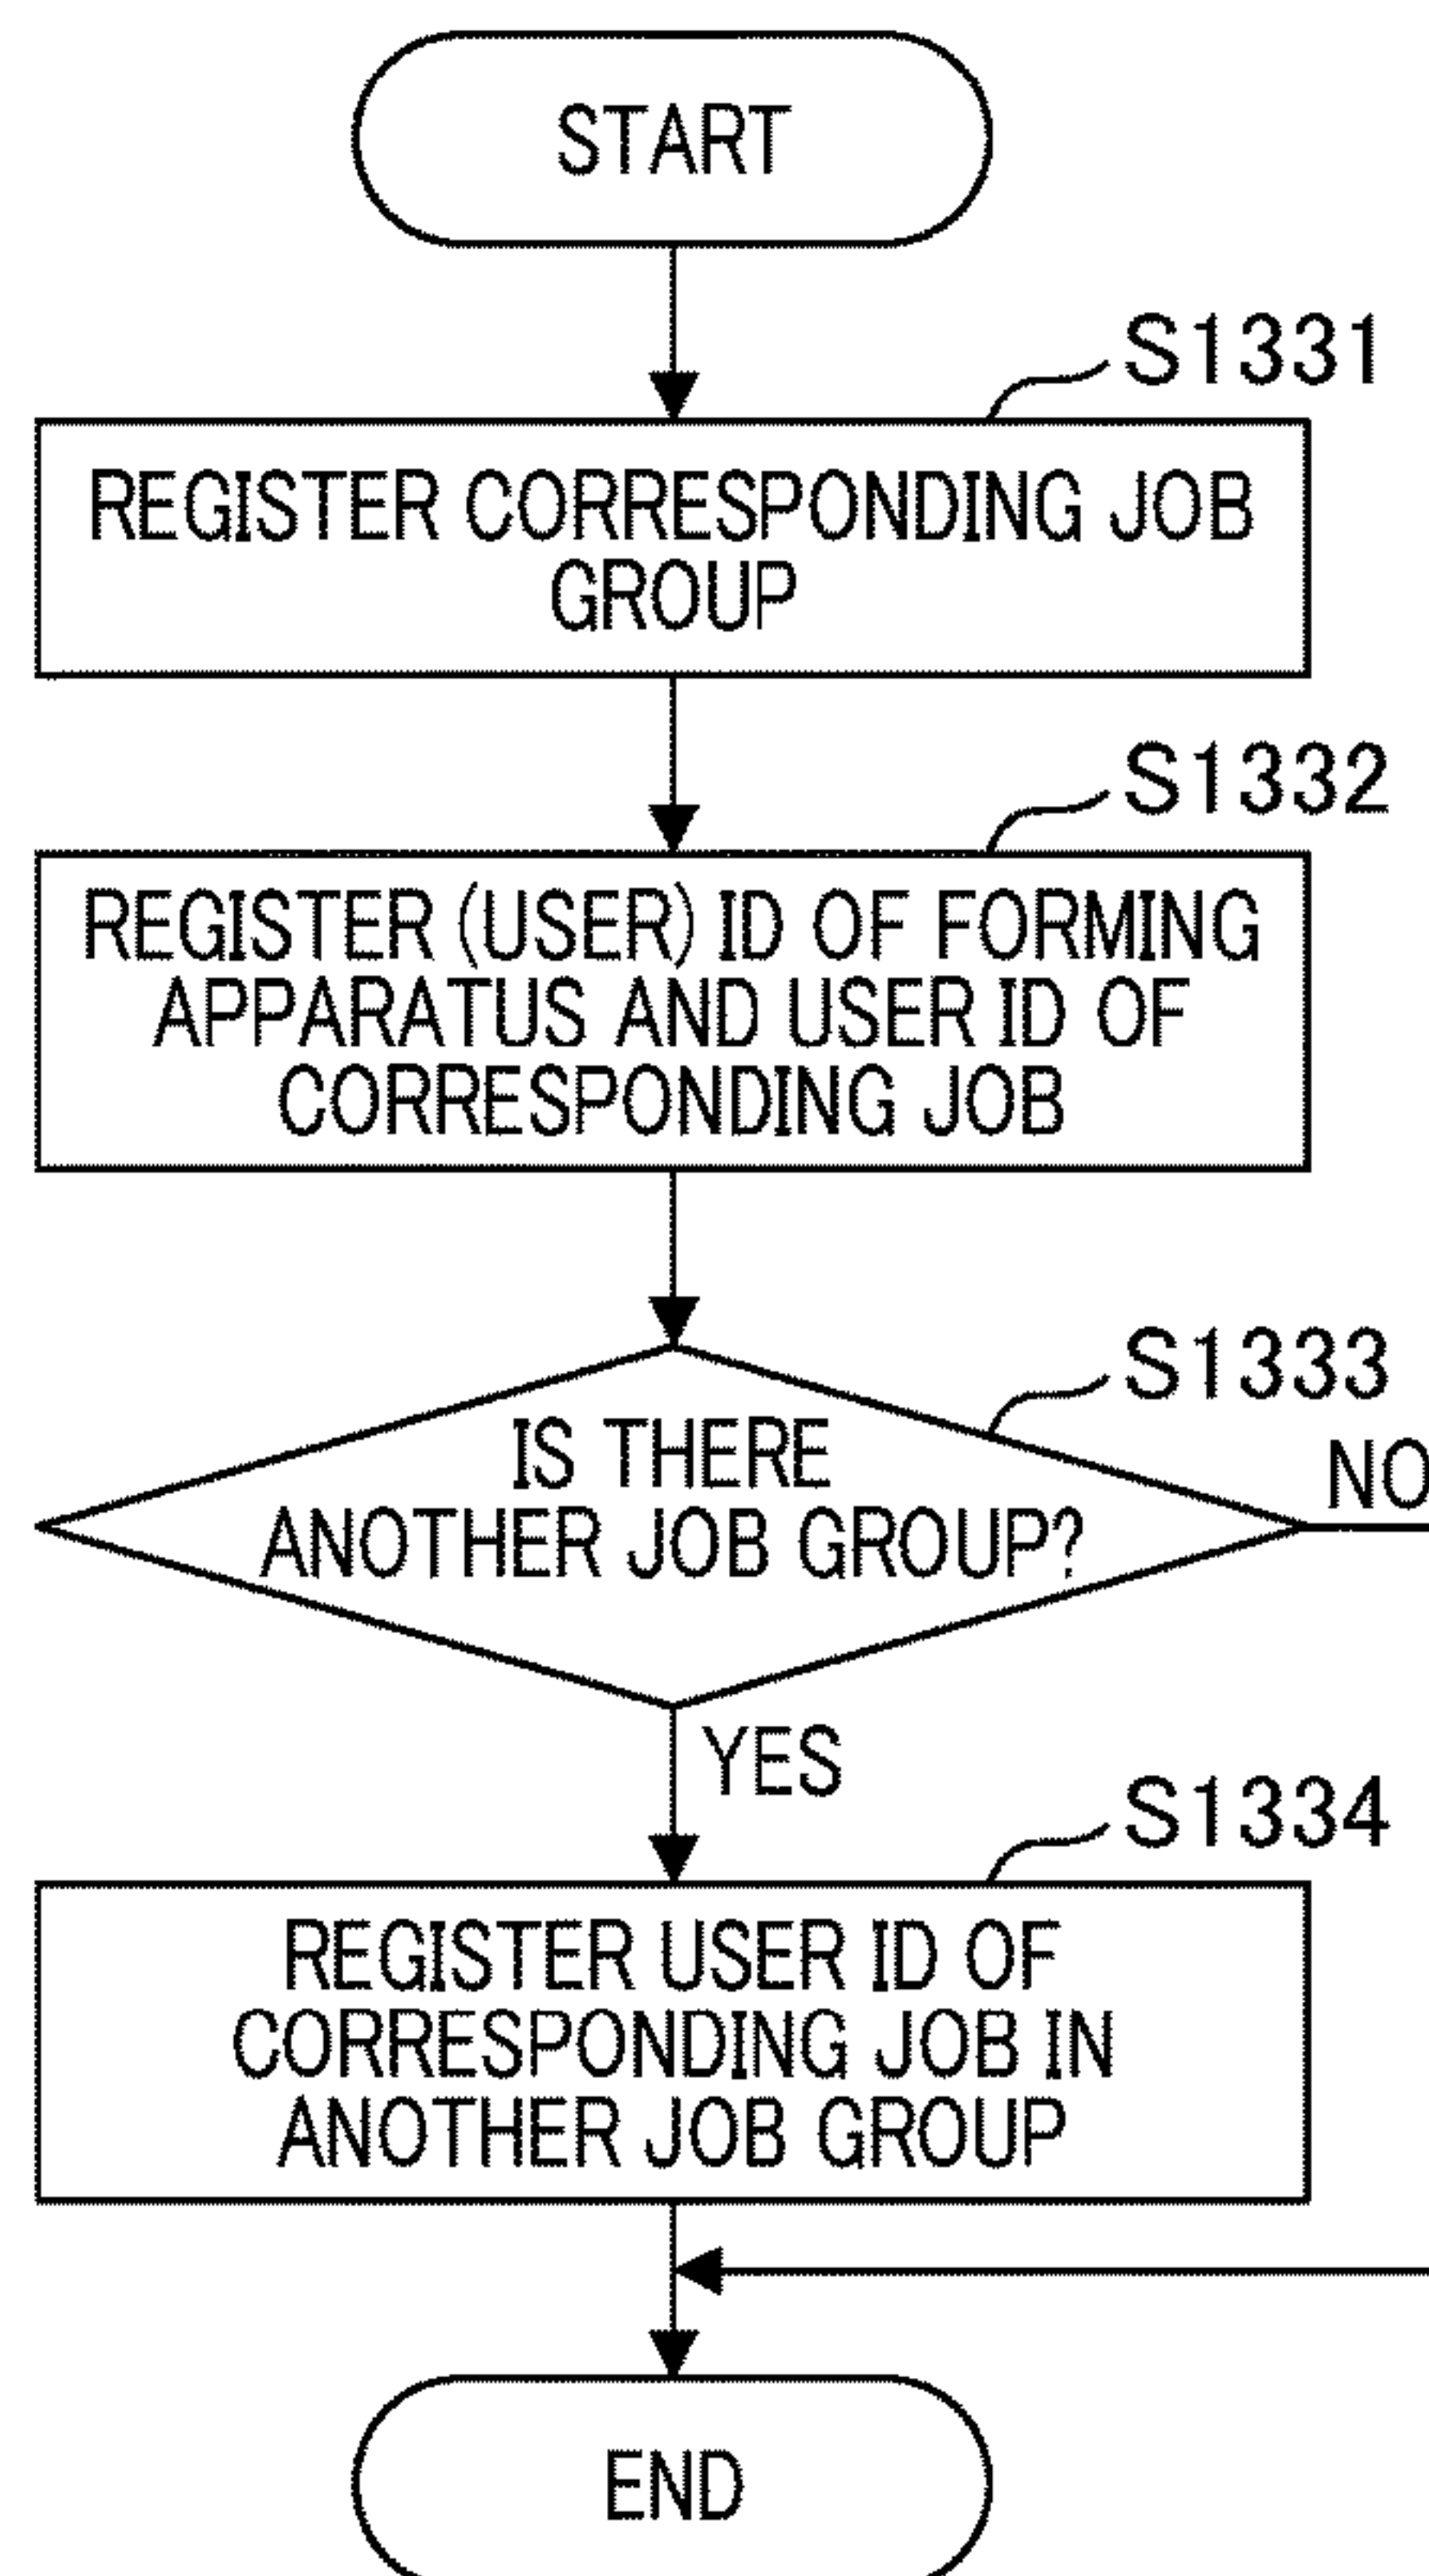 START
S1331
REGISTER CORRESPONDING JOB
GROUP
S1332
REGISTER (USER) ID OF FORMING
APPARATUS AND USER ID OF
CORRESPONDING JOB
S1333
IS THERE
ANOTHER JOB GROUP?
NO
YES
S1334
REGISTER USER ID OF
CORRESPONDING JOB IN
ANOTHER JOB GROUP
END